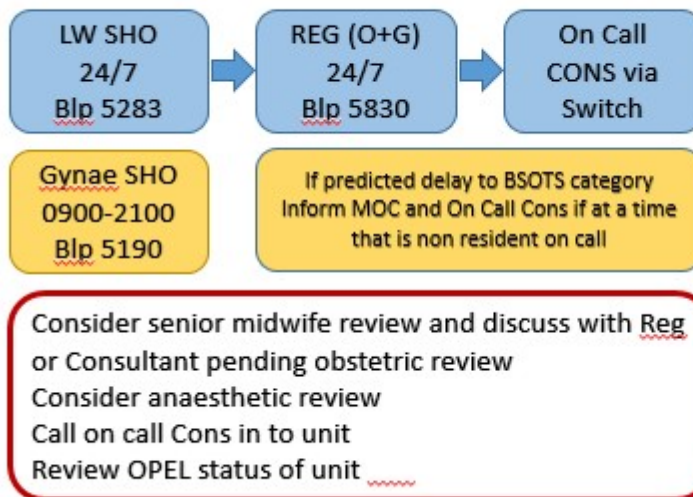 LW SHO
24/7
Blp 5283
REG (O+G)
24/7
Blp 5830
On Call
CONS via
Switch
Gynae SHO
0900-2100
Blp 5190
If predicted delay to BSOTS category
Inform MOC and On Call Cons if at a time
that is non resident on call
Consider senior midwife review and discuss with Reg
or Consultant pending obstetric review
Consider anaesthetic review
Call on call Cons in to unit
Review OPEL status of unit